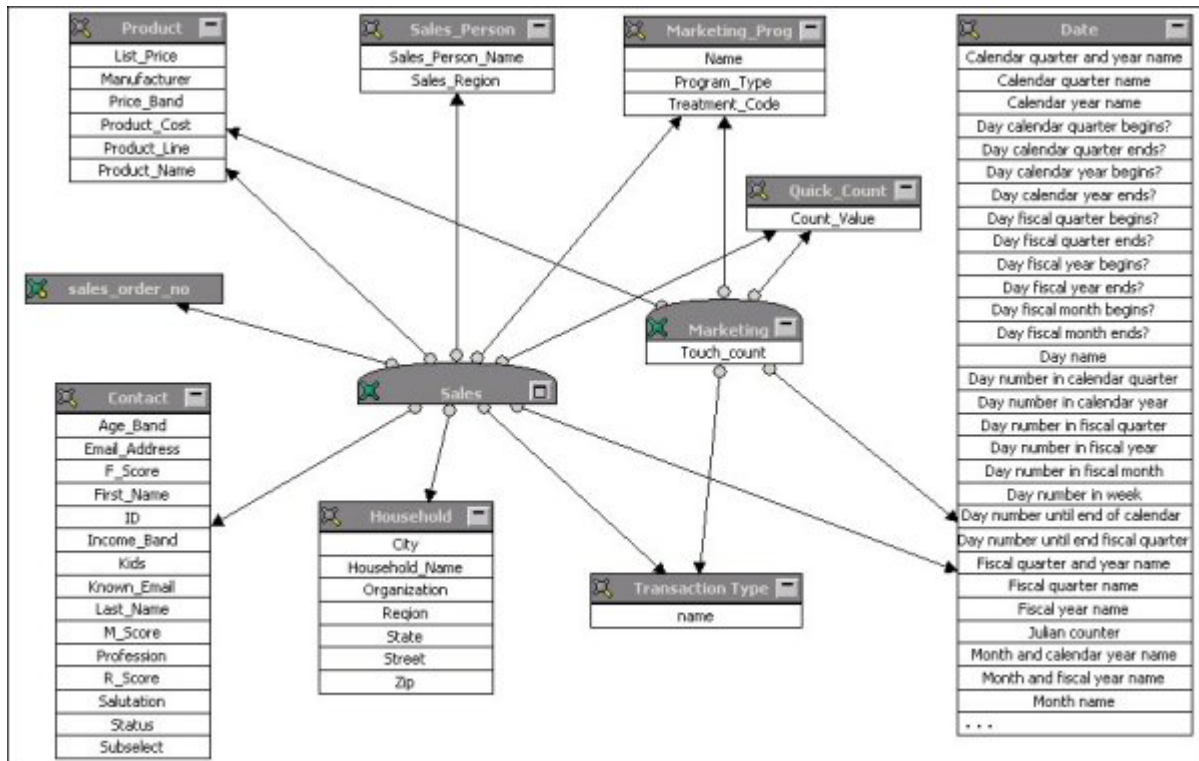 Product
List_Price
Manufacturer
Price_Band
Product_Cost
Product_Line
Product_Name
Sales_Person
Sales_Person_Name
Sales_Region
Marketing_Prog
Name
Program_Type
Treatment_Code
Quick_Count
Count_Value
sales_order_no
Marketing
Touch_count
Sales
Contact
Age_Band
Email_Address
F_Score
First_Name
ID
Income_Band
Kids
Known_Email
Last_Name
M_Score
Profession
R_Score
Salutation
Status
Subselect
Household
City
Household_Name
Organization
Region
State
Street
Zip
Transaction Type
name
Date
Calendar quarter and year name
Calendar quarter name
Calendar year name
Day calendar quarter begins?
Day calendar quarter ends?
Day calendar year begins?
Day calendar year ends?
Day fiscal quarter begins?
Day fiscal quarter ends?
Day fiscal year begins?
Day fiscal year ends?
Day fiscal month begins?
Day fiscal month ends?
Day name
Day number in calendar quarter
Day number in calendar year
Day number in fiscal quarter
Day number in fiscal year
Day number in fiscal month
Day number in week
Day number until end of calendar
Day number until end fiscal quarter
Fiscal quarter and year name
Fiscal quarter name
Fiscal year name
Julian counter
Month and calendar year name
Month and fiscal year name
Month name
. . .